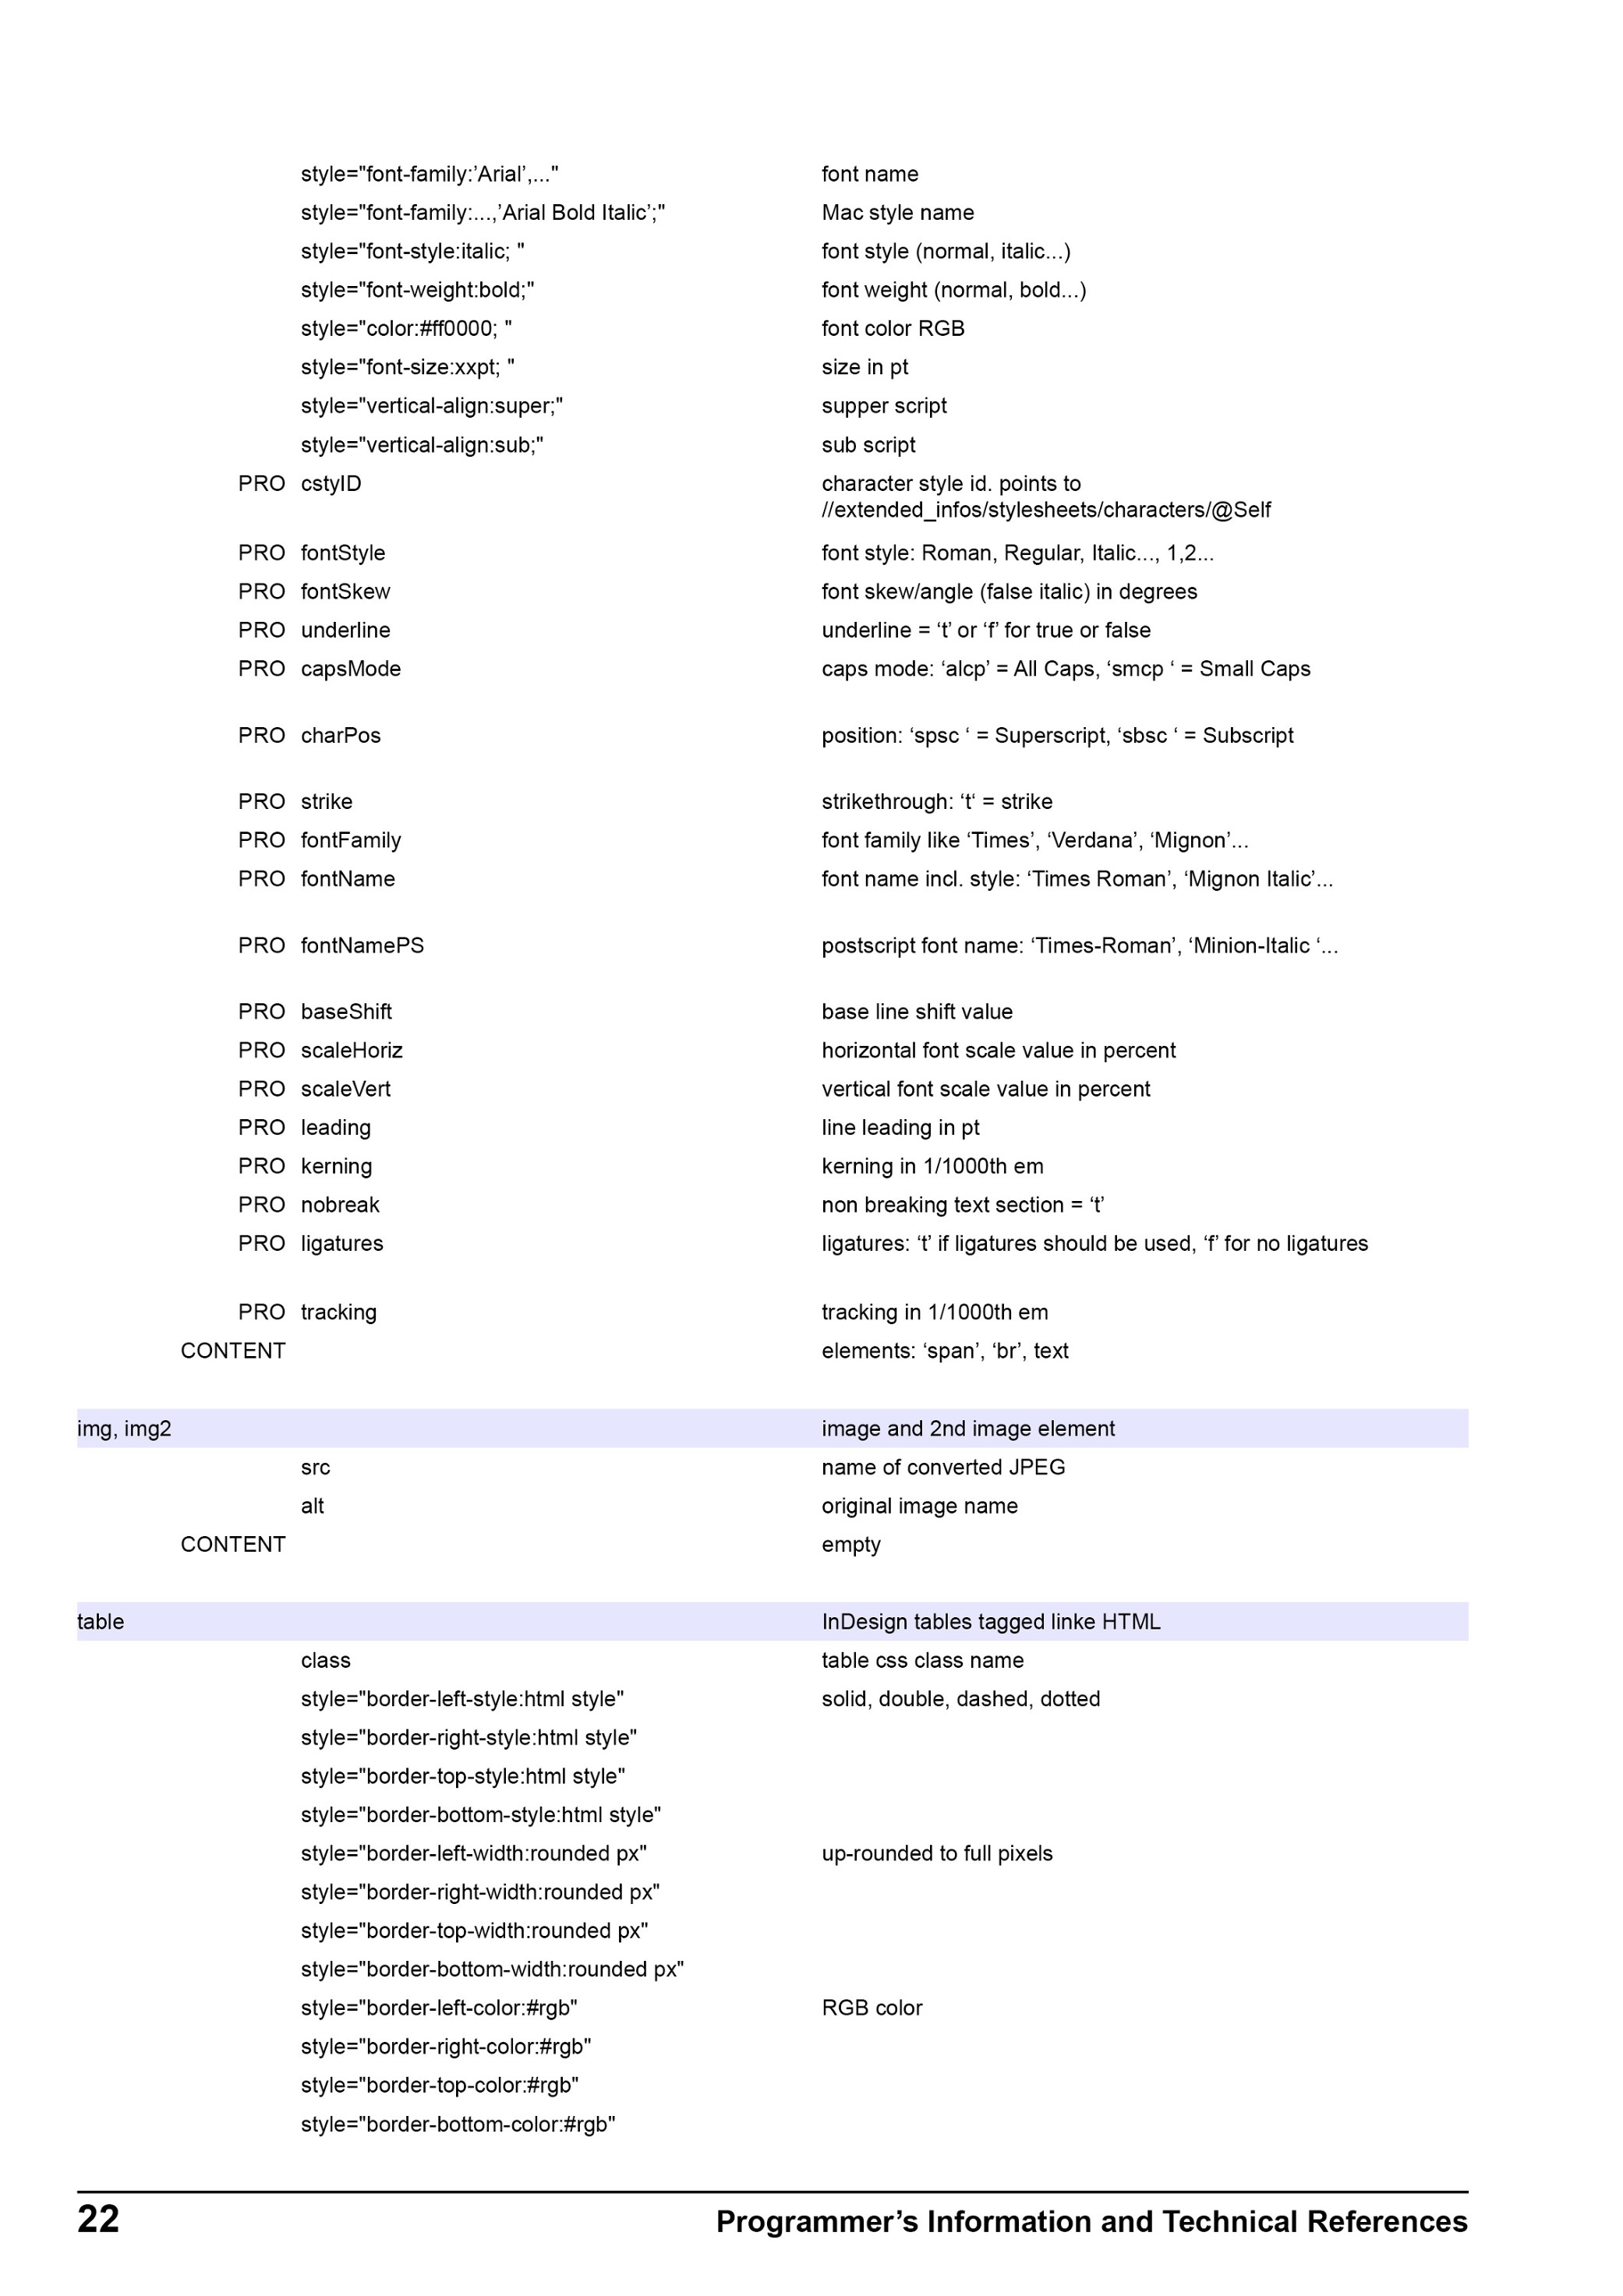 style="font-family:’Arial’,..." font name
style="font-family:...,’Arial Bold Italic’;" Mac style name
style="font-style:italic; " font style (normal, italic...)
style="font-weight:bold;" font weight (normal, bold...)
style="color:#ff0000; " font color RGB
style="font-size:xxpt; " size in pt
style="vertical-align:super;" supper script
style="vertical-align:sub;" sub script
PRO cstyID character style id. points to
//extended_infos/stylesheets/characters/@Self
PRO fontStyle font style: Roman, Regular, Italic..., 1,2...
PRO fontSkew font skew/angle (false italic) in degrees
PRO underline underline = ‘t’ or ‘f’ for true or false
PRO capsMode caps mode: ‘alcp’ = All Caps, ‘smcp ‘ = Small Caps
PRO charPos position: ‘spsc ‘ = Superscript, ‘sbsc ‘ = Subscript
PRO strike strikethrough: ‘t‘ = strike
PRO fontFamily font family like ‘Times’, ‘Verdana’, ‘Mignon’...
PRO fontName font name incl. style: ‘Times Roman’, ‘Mignon Italic’...
PRO fontNamePS postscript font name: ‘Times-Roman’, ‘Minion-Italic ‘...
PRO baseShift base line shift value
PRO scaleHoriz horizontal font scale value in percent
PRO scaleVert vertical font scale value in percent
PRO leading line leading in pt
PRO kerning kerning in 1/1000th em
PRO nobreak non breaking text section = ‘t’
PRO ligatures ligatures: ‘t’ if ligatures should be used, ‘f’ for no ligatures
PRO tracking tracking in 1/1000th em
CONTENT elements: ‘span’, ‘br’, text
img, img2 image and 2nd image element
src name of converted JPEG
alt original image name
CONTENT empty
table InDesign tables tagged linke HTML
class table css class name
style="border-left-style:html style" solid, double, dashed, dotted
style="border-right-style:html style"
style="border-top-style:html style"
style="border-bottom-style:html style"
style="border-left-width:rounded px" up-rounded to full pixels
style="border-right-width:rounded px"
style="border-top-width:rounded px"
style="border-bottom-width:rounded px"
style="border-left-color:#rgb" RGB color
style="border-right-color:#rgb"
style="border-top-color:#rgb"
style="border-bottom-color:#rgb"
22 Programmer’s Information and Technical References